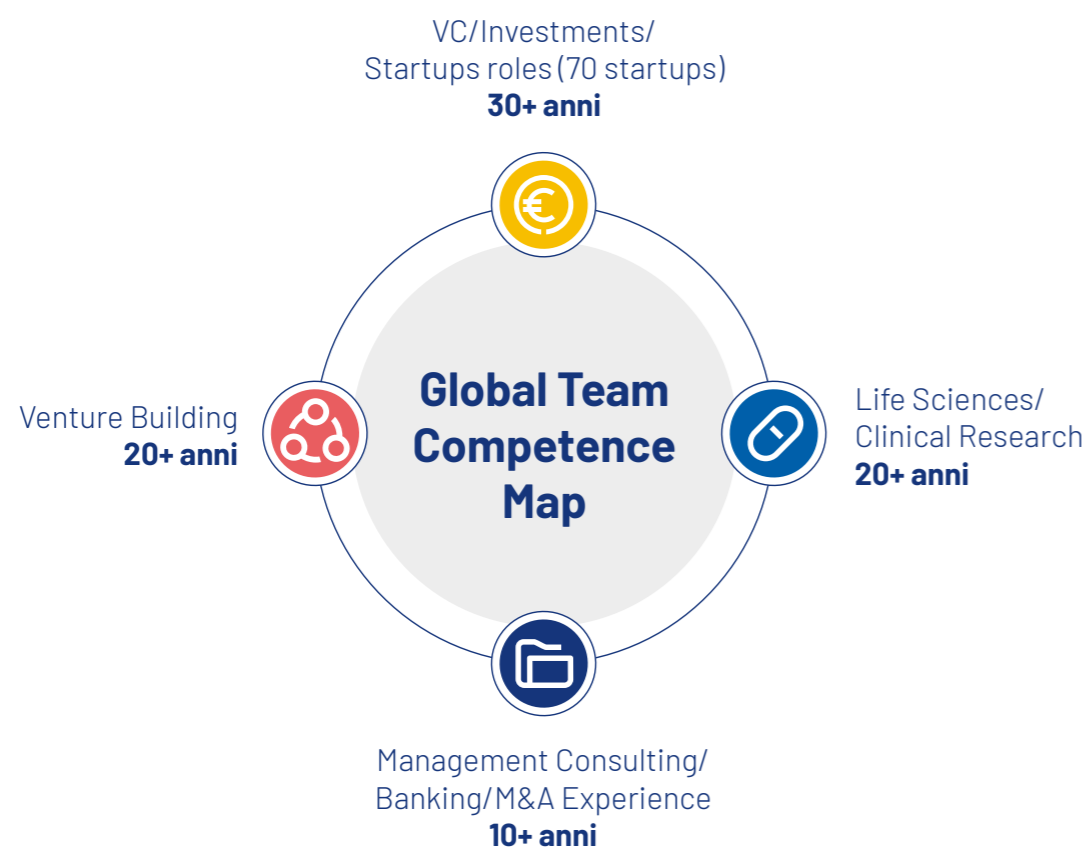 VC/Investments/
Startups roles (70 startups)
30+ anni
Global Team
Competence
Map
Venture Building
20+ anni
Life Sciences/
Clinical Research
20+ anni
Management Consulting/
Banking/M&A Experience
10+ anni